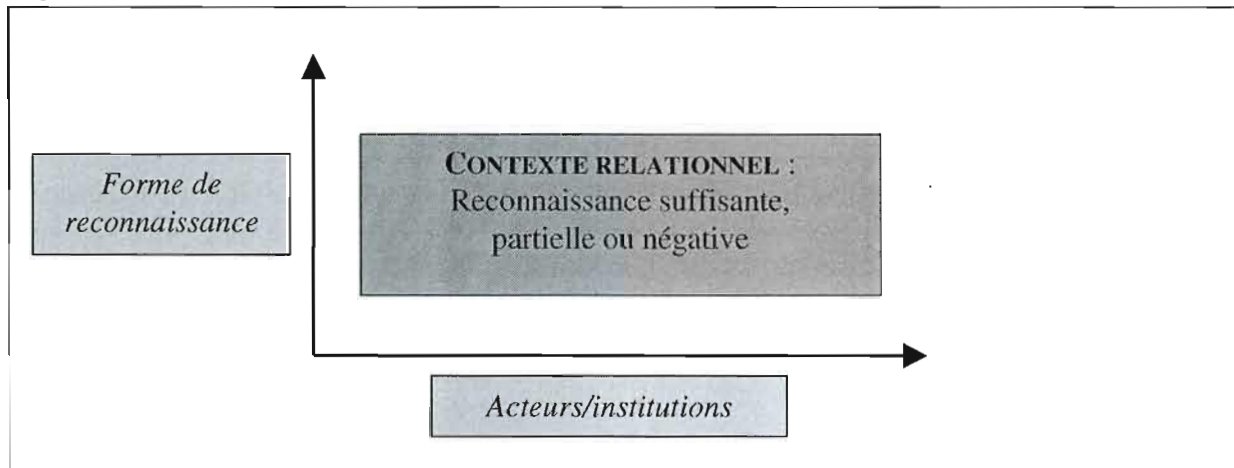 Forme de
reconnaissance
CONTEXTE RELATIONNEL :
Reconnaissance suffisante,
partielle ou négative
Acteurs/institutions